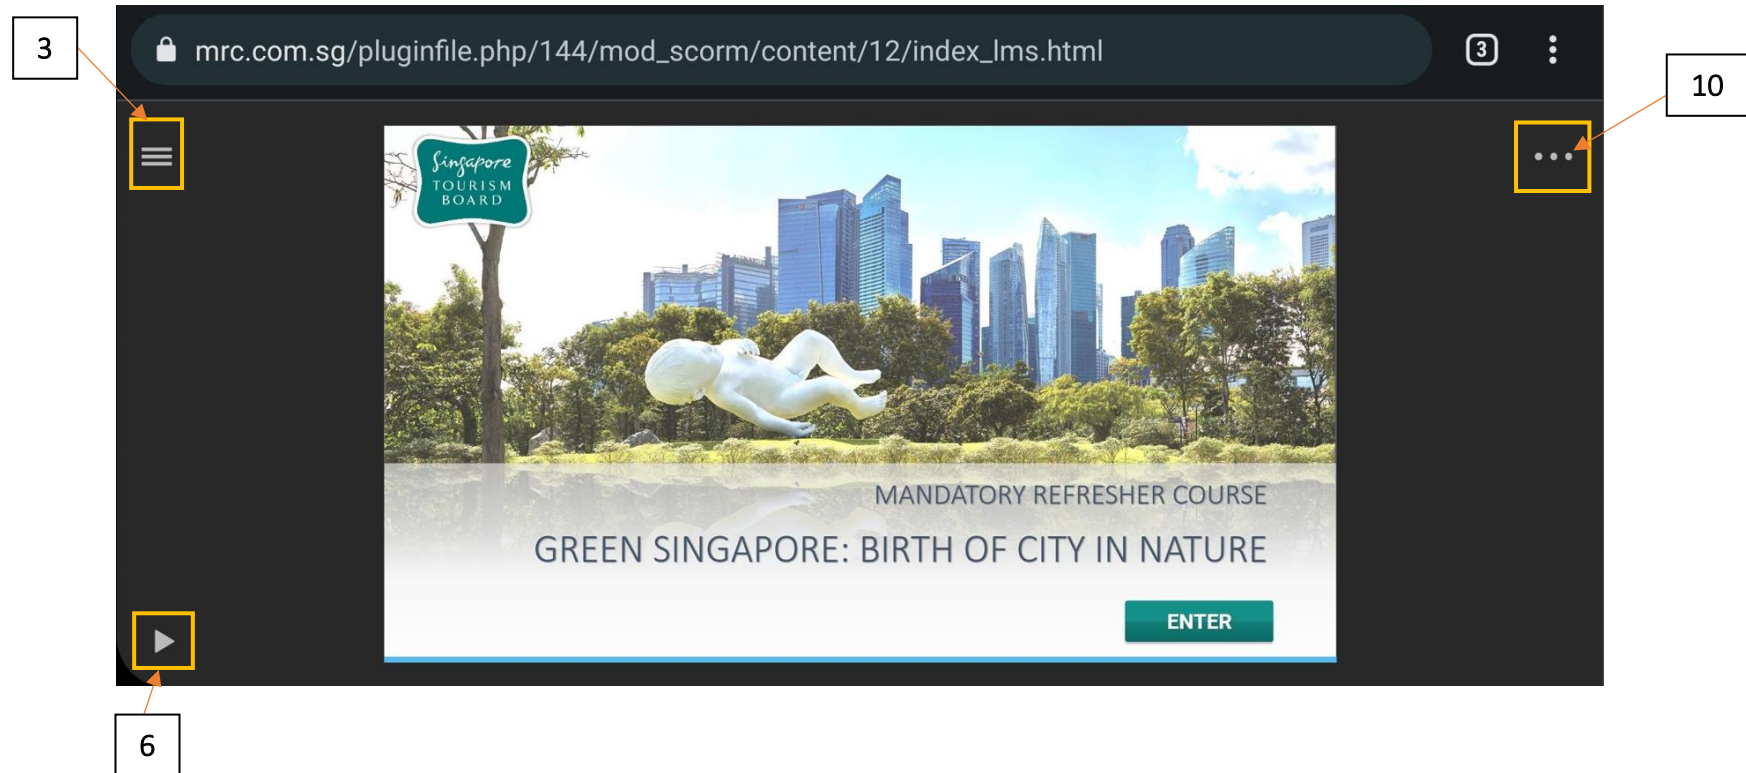 3
mrc.com.sg/pluginfile.php/144/mod_scorm/content/12/index_lms.html
3
10
Singapore
TOURISM
BOARD
MANDATORY REFRESHER COURSE
GREEN SINGAPORE: BIRTH OF CITY IN NATURE
ENTER
6